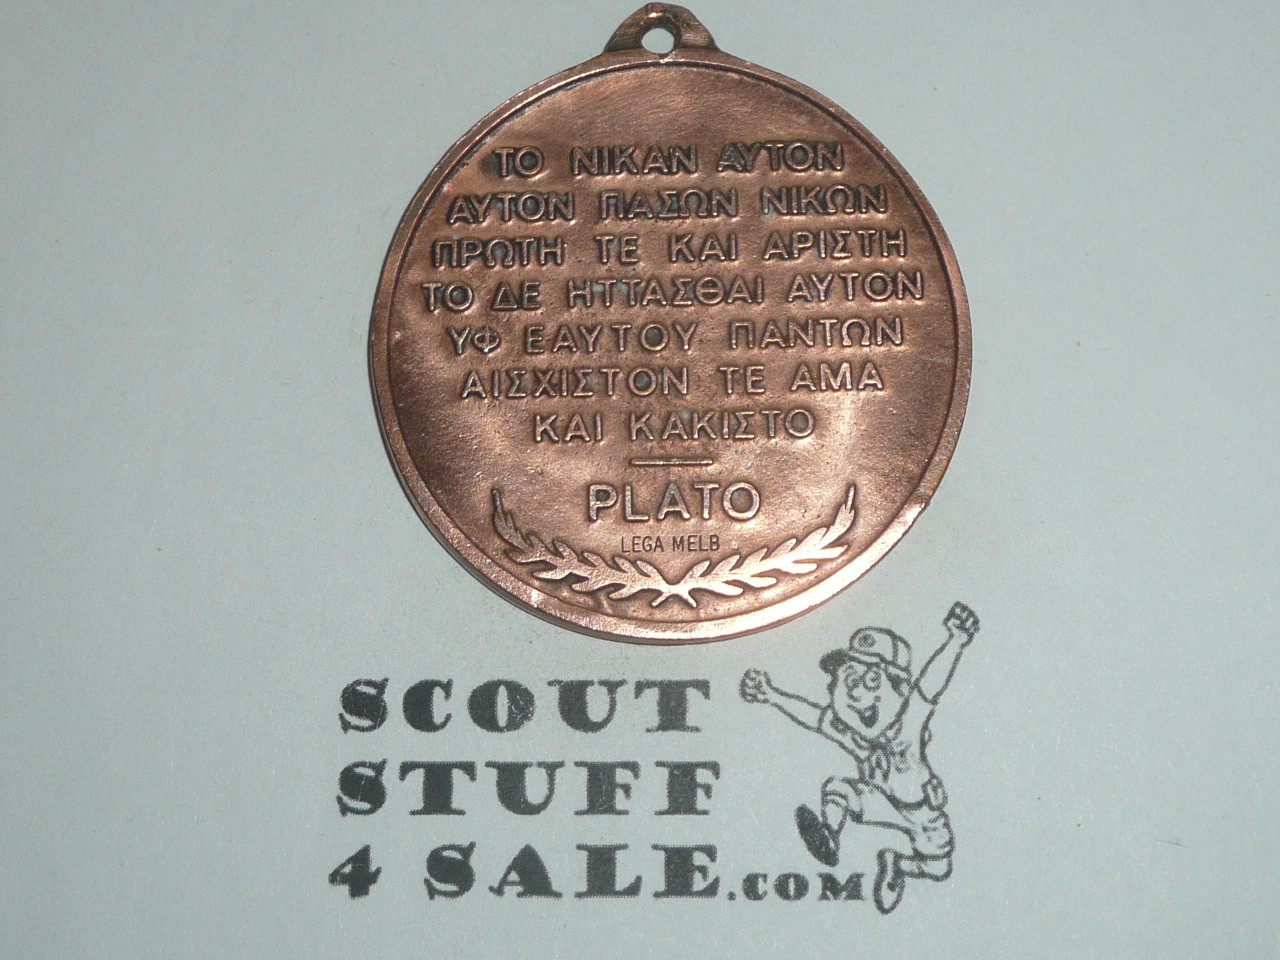 ΤΟ ΝΙΚΑΝ ΑΥΤΟΝ
ΑΥΤΟΝ ΠΑΣΩΝ ΝΙΚΩΝ
ΠΡΩΤΗ ΤΕ ΚΑΙ ΑΡΙΣΤΗ
ΤΟ ΔΕ ΗΤΤΑΣΘΑΙ ΑΥΤΟΝ
ΥΦ ΕΑΥΤΟΥ ΠΑΝΤΩΝ
ΑΙΣΧΙΣΤΟΝ ΤΕ ΑΜΑ
ΚΑΙ ΚΑΚΙΣΤΟ
PLATO
LEGA MELB
SCOUT
STUFF
4 SALE.COM